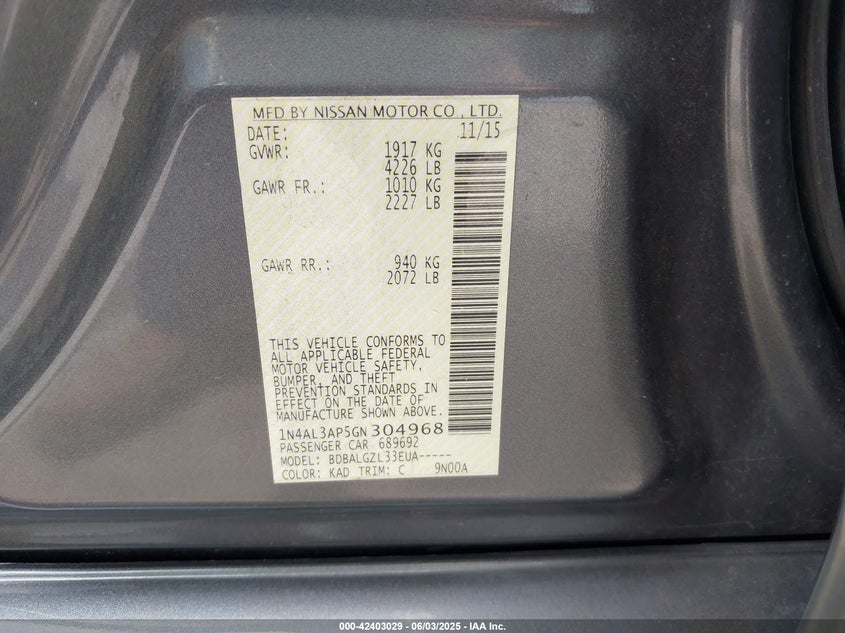 MFD BY NISSAN MOTOR CO., LTD.
DATE: 11/15
GVWR: 1917 KG
4226 LB
GAWR FR.: 1010 KG
2227 LB
GAWR RR.: 940 KG
2072 LB
THIS VEHICLE CONFORMS TO
ALL APPLICABLE FEDERAL
MOTOR VEHICLE SAFETY,
BUMPER, AND THEFT
PREVENTION STANDARDS IN
EFFECT ON THE DATE OF
MANUFACTURE SHOWN ABOVE.
1N4AL3AP5GN304968
PASSENGER CAR 689692
MODEL: BDBALGZL33EUA-----
COLOR: KAD TRIM: C 9N00A
000-42403029 - 06/03/2025 - IAA Inc.